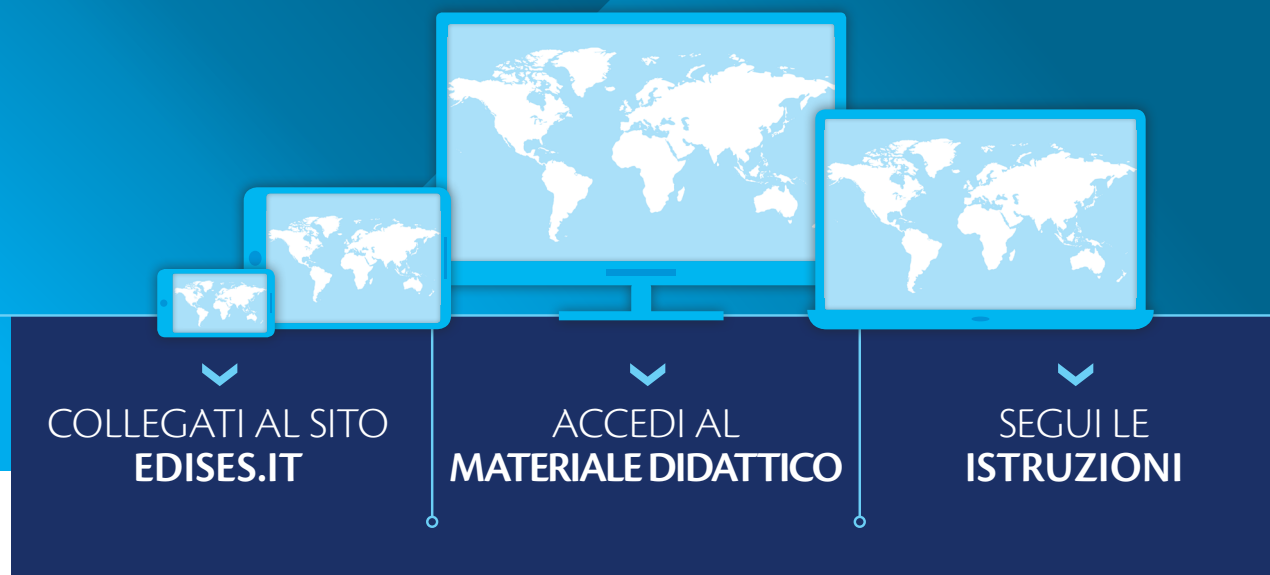 COLLEGATI AL SITO
EDISES.IT
ACCEDI AL
MATERIALE DIDATTICO
SEGUI LE
ISTRUZIONI